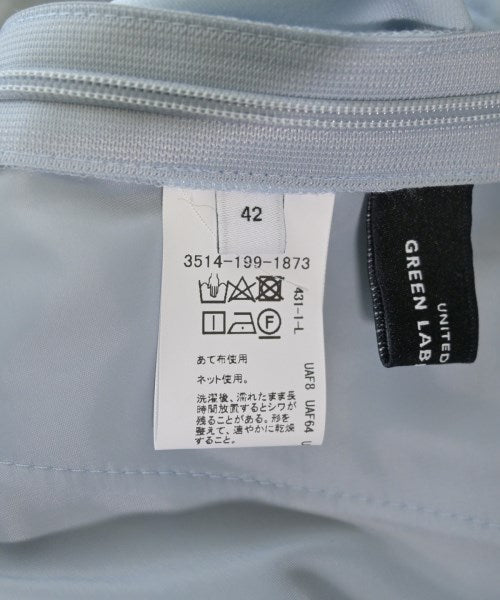 42
3514-199-1873
431-1-L
F
あて布使用
ネット使用。
洗濯後、濡れたまま長
時間放置するとシワが
残ることがある。形を
整えて、速やかに乾燥
すること。
UAF8 UAF64
UNITED
GREEN LAB